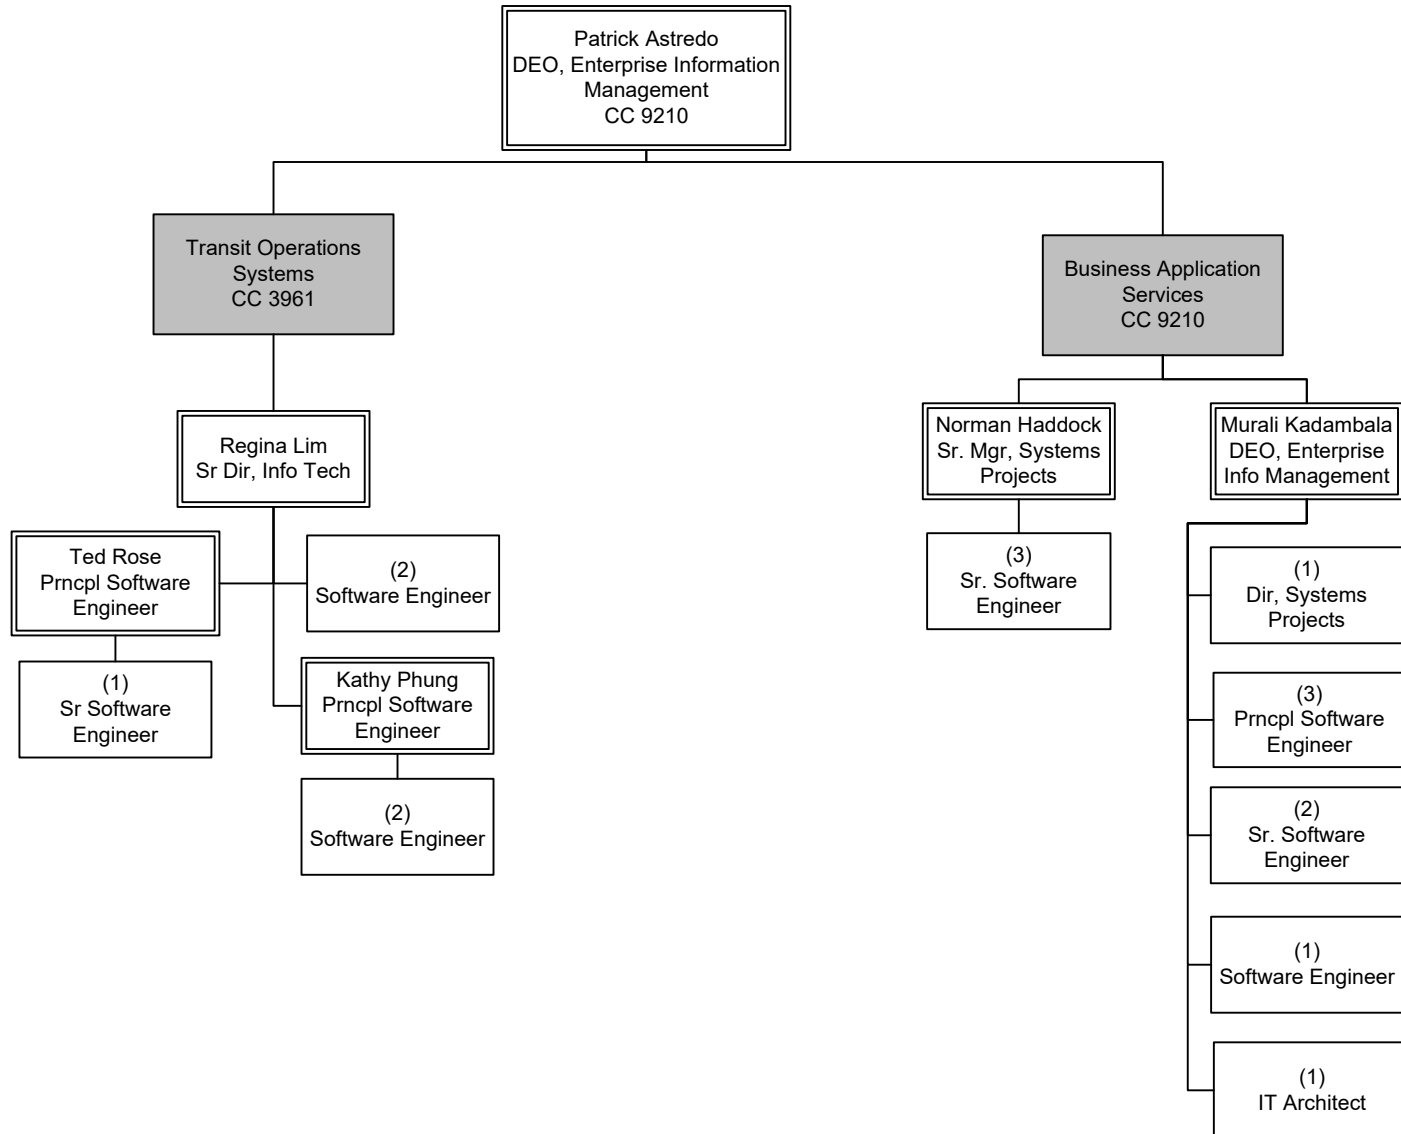 Patrick Astredo
DEO, Enterprise Information
Management
CC 9210
Transit Operations
Systems
CC 3961
Regina Lim
Sr Dir, Info Tech
Ted Rose
Prncpl Software
Engineer
(1)
Sr Software
Engineer
(2)
Software Engineer
Kathy Phung
Prncpl Software
Engineer
(2)
Software Engineer
Business Application
Services
CC 9210
Norman Haddock
Sr. Mgr, Systems
Projects
(3)
Sr. Software
Engineer
Murali Kadambala
DEO, Enterprise
Info Management
(1)
Dir, Systems
Projects
(3)
Prncpl Software
Engineer
(2)
Sr. Software
Engineer
(1)
Software Engineer
(1)
IT Architect